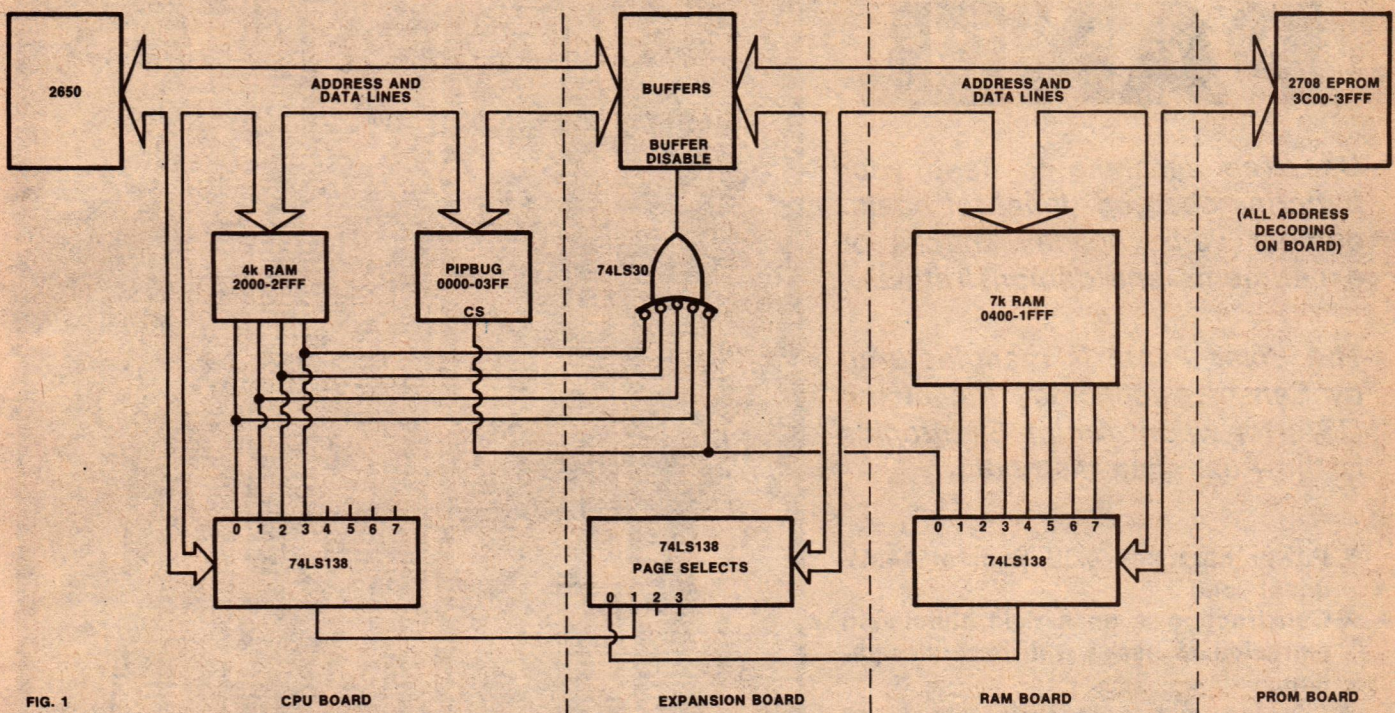 2650
ADDRESS AND
DATA LINES
BUFFERS
BUFFER
DISABLE
ADDRESS AND
DATA LINES
2708 EPROM
3C00-3FFF
(ALL ADDRESS
DECODING
ON BOARD)
4k RAM
2000-2FFF
PIPBUG
0000-03FF
CS
74LS30
7k RAM
0400-1FFF
0 1 2 3 4 5 6 7
74LS138
74LS138
PAGE SELECTS
0 1 2 3
0 1 2 3 4 5 6 7
74LS138
FIG. 1
CPU BOARD
EXPANSION BOARD
RAM BOARD
PROM BOARD